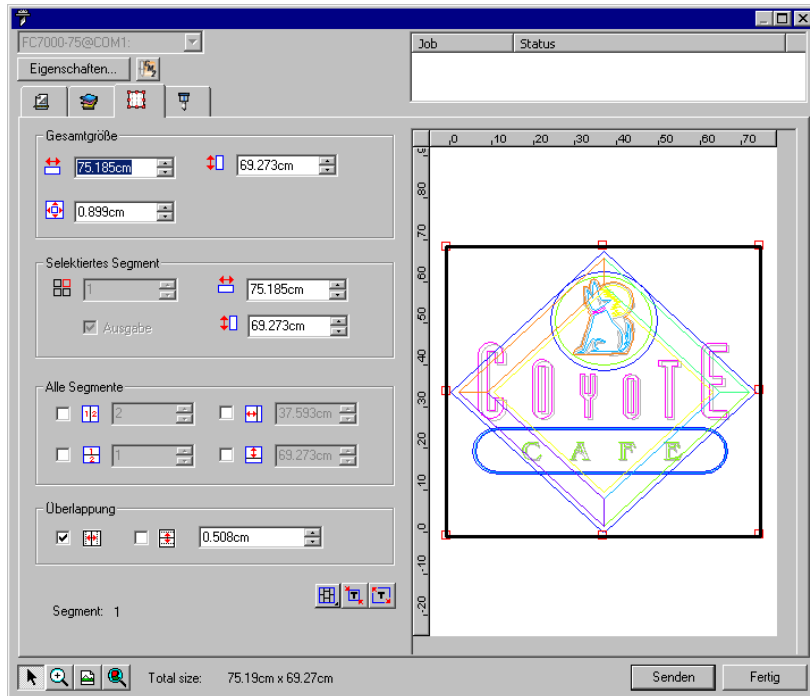 FC7000-75@COM1:
Job Status
Eigenschaften...
Gesamtgröße
75.185cm 69.273cm
0.899cm
Selektiertes Segment
1 75.185cm
Ausgabe 69.273cm
Alle Segmente
2 37.593cm
1 69.273cm
Überlappung
0.508cm
Segment: 1
0 10 20 30 40 50 60 70
80
70
60
50
40
30
20
10
0
-10
-20
COYOTE
CAFE
Total size: 75.19cm x 69.27cm
Senden Fertig